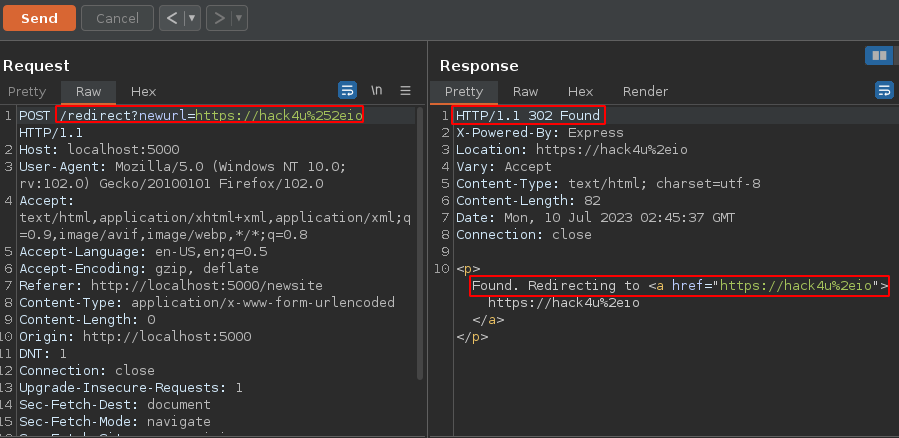 Send
Cancel
Request
Pretty
Raw
Hex
\n
1 POST /redirect?newurl=https://hack4u%252eio
HTTP/1.1
2 Host: localhost:5000
3 User-Agent: Mozilla/5.0 (Windows NT 10.0;
rv:102.0) Gecko/20100101 Firefox/102.0
4 Accept:
text/html,application/xhtml+xml,application/xml;q
=0.9,image/avif,image/webp,*/*;q=0.8
5 Accept-Language: en-US,en;q=0.5
6 Accept-Encoding: gzip, deflate
7 Referer: http://localhost:5000/newsite
8 Content-Type: application/x-www-form-urlencoded
9 Content-Length: 0
10 Origin: http://localhost:5000
11 DNT: 1
12 Connection: close
13 Upgrade-Insecure-Requests: 1
14 Sec-Fetch-Dest: document
15 Sec-Fetch-Mode: navigate
Response
Pretty
Raw
Hex
Render
1 HTTP/1.1 302 Found
2 X-Powered-By: Express
3 Location: https://hack4u%2eio
4 Vary: Accept
5 Content-Type: text/html; charset=utf-8
6 Content-Length: 82
7 Date: Mon, 10 Jul 2023 02:45:37 GMT
8 Connection: close
9
10 <p>
Found. Redirecting to <a href="https://hack4u%2eio">
https://hack4u%2eio
</a>
</p>